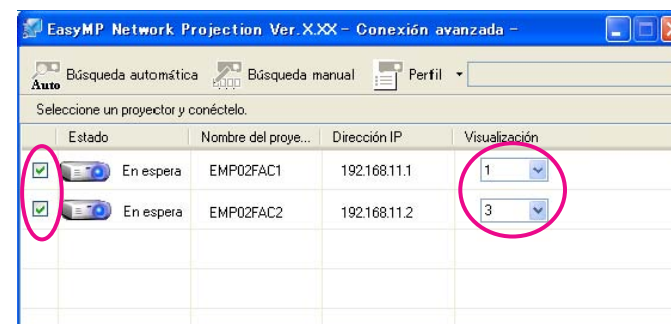 EasyMP Network Projection Ver.X.XX - Conexión avanzada -
Auto Búsqueda automática Búsqueda manual Perfil
Seleccione un proyector y conéctelo.
Estado Nombre del proye... Dirección IP Visualización
En espera EMP02FAC1 192.168.11.1 1
En espera EMP02FAC2 192.168.11.2 3